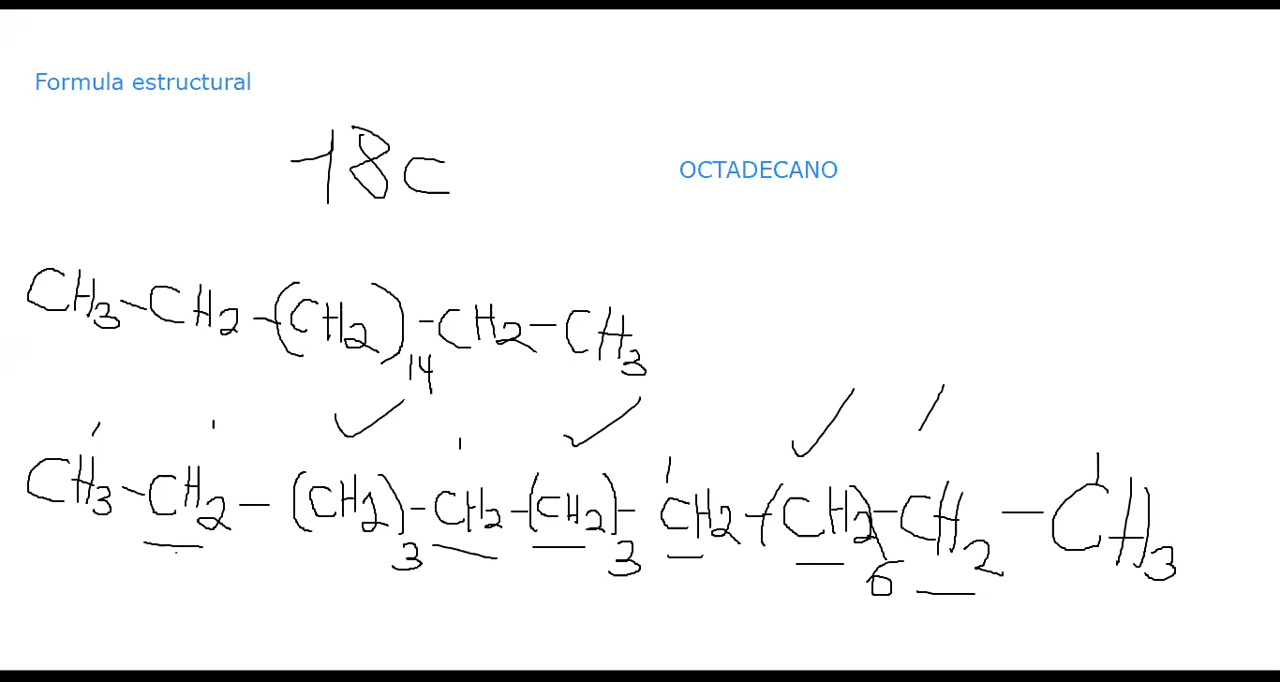 Formula estructural
18C
OCTADECANO
CH3-CH2-(CH2)14-CH2-CH3
CH3-CH2-(CH2)3-CH2-(CH2)3-CH2-(CH2)6-CH2-CH3